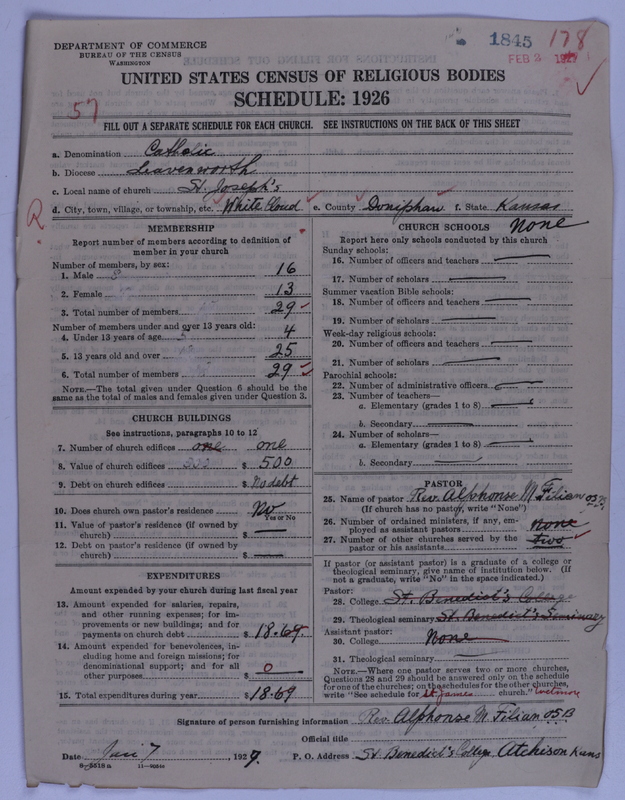 DEPARTMENT OF COMMERCE
BUREAU OF THE CENSUS
WASHINGTON
1845 178
FEB 2
UNITED STATES CENSUS OF RELIGIOUS BODIES
SCHEDULE: 1926
57
FILL OUT A SEPARATE SCHEDULE FOR EACH CHURCH. SEE INSTRUCTIONS ON THE BACK OF THIS SHEET
a. Denomination Catholic
b. Diocese Leavenworth
c. Local name of church St. Joseph's
d. City, town, village, or township, etc. White Cloud e. County Doniphan f. State Kansas
R
MEMBERSHIP
Report number of members according to definition of member in your church
Number of members, by sex:
1. Male 16
2. Female 13
3. Total number of members 29
Number of members under and over 13 years old:
4. Under 13 years of age 4
5. 13 years old and over 25
6. Total number of members 29
NOTE.—The total given under Question 6 should be the
same as the total of males and females given under Question 3.
CHURCH BUILDINGS
See instructions, paragraphs 10 to 12
7. Number of church edifices one one
8. Value of church edifices $ 500
9. Debt on church edifices $ No debt
10. Does church own pastor's residence No
Yes or No
11. Value of pastor's residence (if owned by
church) $
12. Debt on pastor's residence (if owned by
church) $
EXPENDITURES
Amount expended by your church during last fiscal year
13. Amount expended for salaries, repairs,
and other running expenses; for im-
provements or new buildings; and for
payments on church debt $ 18.69
14. Amount expended for benevolences, in-
cluding home and foreign missions; for
denominational support; and for all
other purposes $ 0
15. Total expenditures during year $ 18.69
CHURCH SCHOOLS None
Report here only schools conducted by this church
Sunday schools:
16. Number of officers and teachers
17. Number of scholars
Summer vacation Bible schools:
18. Number of officers and teachers
19. Number of scholars
Week-day religious schools:
20. Number of officers and teachers
21. Number of scholars
Parochial schools:
22. Number of administrative officers
23. Number of teachers—
a. Elementary (grades 1 to 8)
b. Secondary
24. Number of scholars—
a. Elementary (grades 1 to 8)
b. Secondary
PASTOR
25. Name of pastor Rev. Alphonse M. Filian OSB
(If church has no pastor, write "None")
26. Number of ordained ministers, if any, em-
ployed as assistant pastors None
27. Number of other churches served by the
pastor or his assistants two
If pastor (or assistant pastor) is a graduate of a college or
theological seminary, give name of institution below. (If
not a graduate, write "No" in the space indicated.)
Pastor:
28. College St. Benedict's College
29. Theological seminary St. Benedict's Seminary
Assistant pastor:
30. College None
31. Theological seminary
NOTE.—Where one pastor serves two or more churches,
Questions 28 and 29 should be answered only on the schedule
for one of the churches; on the schedules for the other churches,
write "See schedule for St James church." Wetmore
Signature of person furnishing information Rev. Alphonse M. Filian OSB
Official title
Date Jan 7, 1927. P. O. Address St. Benedict's College Atchison Kans
8-5518a 11-9034a